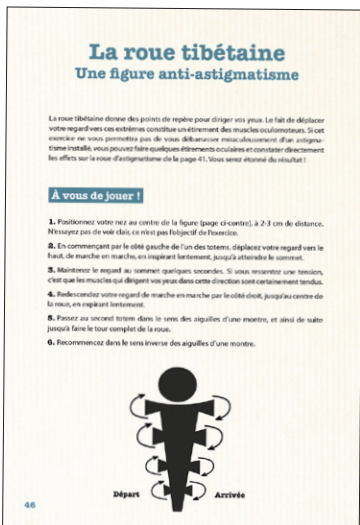 La roue tibétaine
Une figure anti-astigmatisme
La roue tibétaine donne des points de repère pour diriger vos yeux. Le fait de déplacer
votre regard vers ces extrêmes constitue un étirement des muscles oculomoteurs. Si cet
exercice ne vous permettra pas de vous débarrasser miraculeusement d'un astigma-
tisme installé, vous pouvez faire quelques étirements oculaires et constater directement
les effets sur la roue d'astigmatisme de la page 41. Vous serez étonné du résultat !
À vous de jouer !
1. Positionnez votre nez au centre de la figure (page ci-contre), à 2-3 cm de distance.
N'essayez pas de voir clair, ce n'est pas l'objectif de l'exercice.
2. En commençant par le côté gauche de l'un des totems, déplacez votre regard vers le
haut, de marche en marche, en inspirant lentement, jusqu'à atteindre le sommet.
3. Maintenez le regard au sommet quelques secondes. Si vous ressentez une tension,
c'est que les muscles qui dirigent vos yeux dans cette direction sont certainement tendus.
4. Redescendez votre regard de marche en marche par le côté droit, jusqu'au centre de
la roue, en expirant lentement.
5. Passez au second totem dans le sens des aiguilles d'une montre, et ainsi de suite
jusqu'à faire le tour complet de la roue.
6. Recommencez dans le sens inverse des aiguilles d'une montre.
Départ Arrivée
46